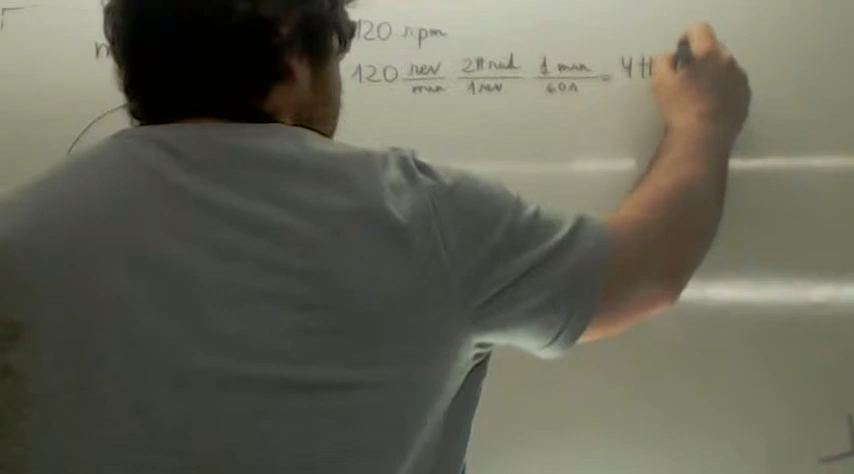 120 rpm
120 rev/min 2π rad/1 rev 1 min/60 s = 4π